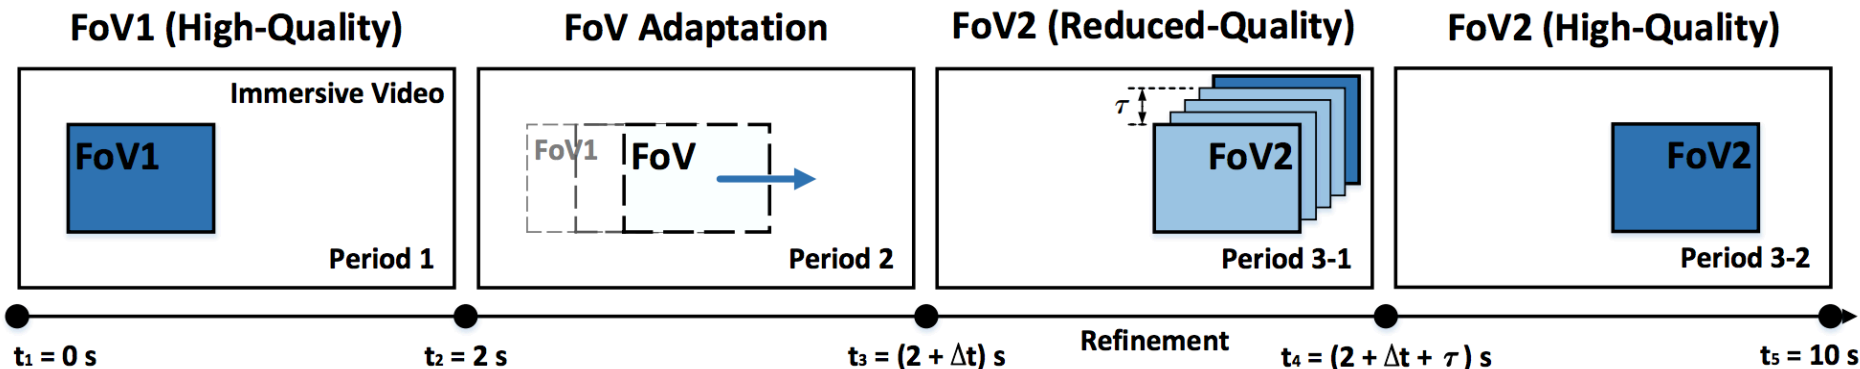 FoV1 (High-Quality)
FoV Adaptation
FoV2 (Reduced-Quality)
FoV2 (High-Quality)
Immersive Video
FoV1
Period 1
FoV1
FoV
Period 2
τ
FoV2
Period 3-1
FoV2
Period 3-2
Refinement
t₁ = 0 s
t₂ = 2 s
t₃ = (2 + Δt) s
t₄ = (2 + Δt + τ) s
t₅ = 10 s